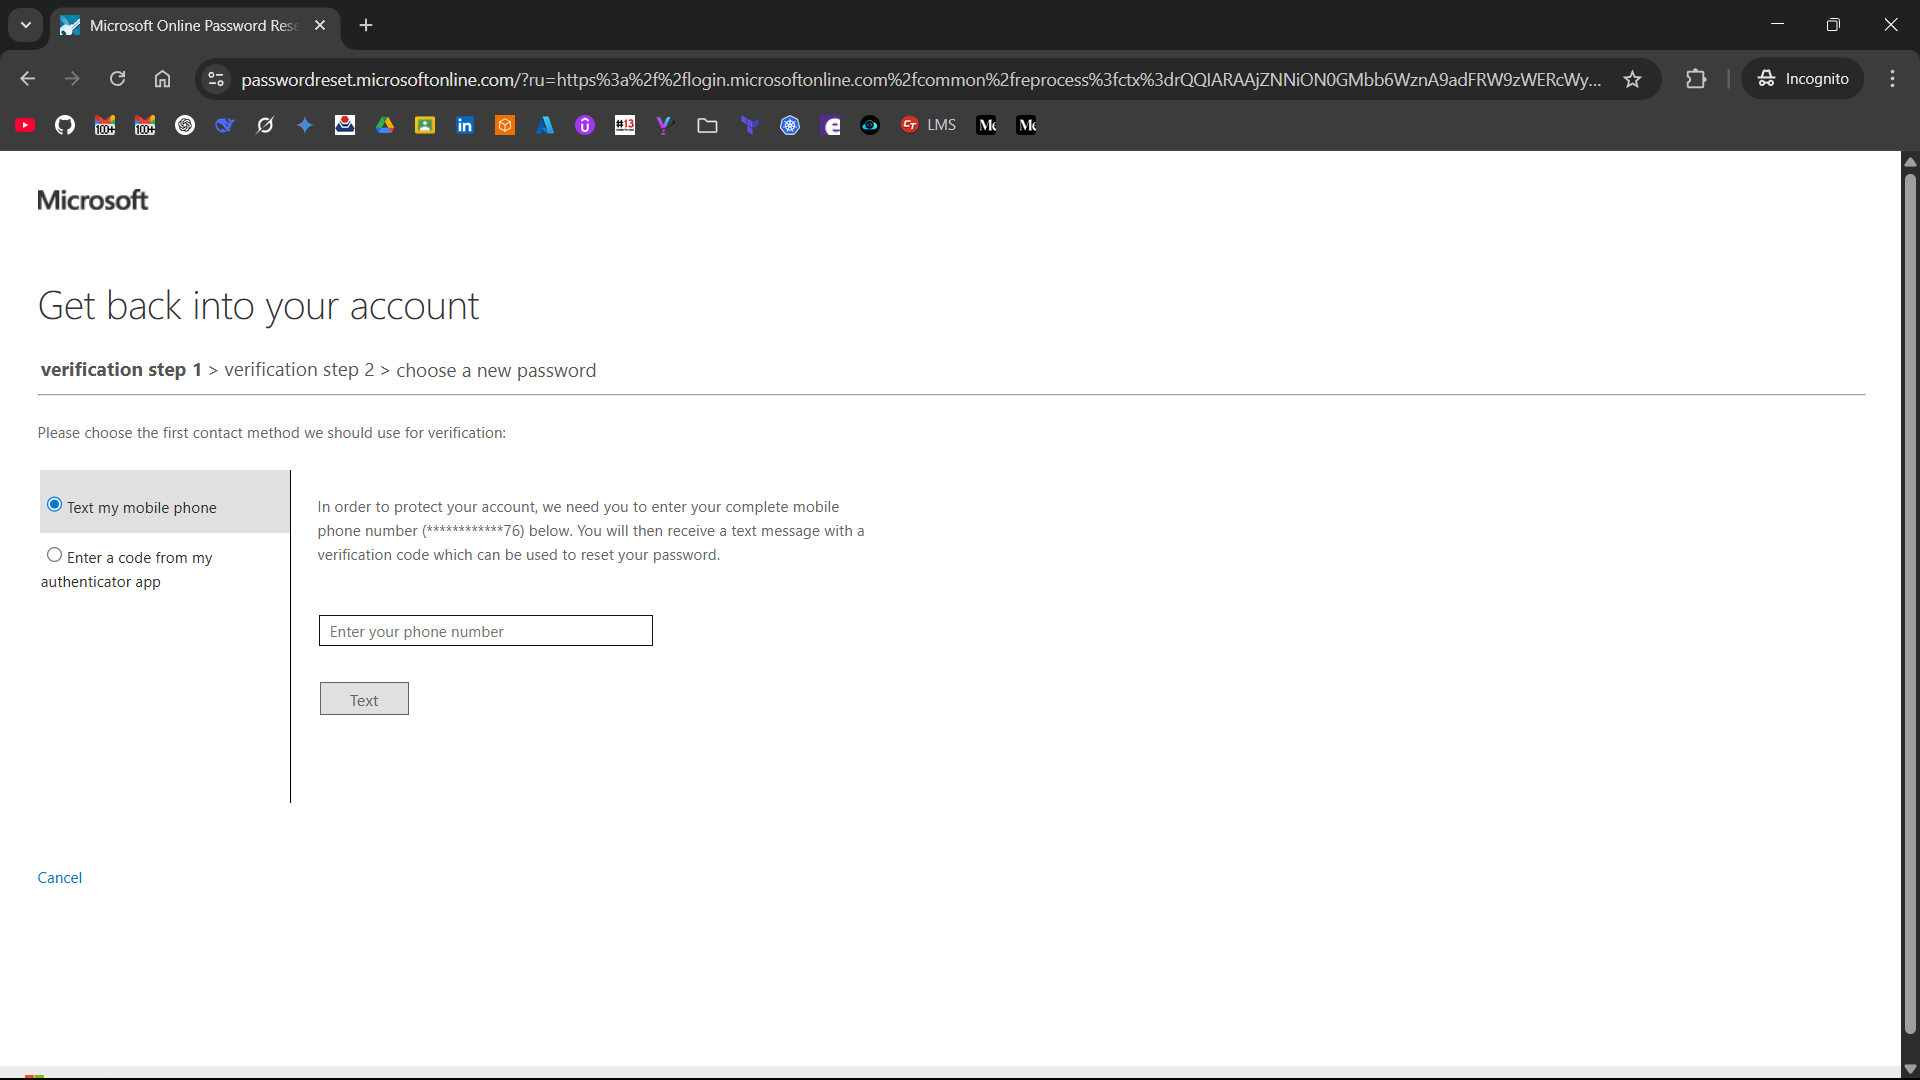 Microsoft Online Password Rese
passwordreset.microsoftonline.com/?ru=https%3a%2f%2flogin.microsoftonline.com%2fcommon%2freprocess%3fctx%3drQQIARAAjZNNiON0GMbb6WznA9adFRW9zWERcWy...
Incognito
100+
100+
in
#13
LMS
Microsoft
Get back into your account
verification step 1 > verification step 2 > choose a new password
Please choose the first contact method we should use for verification:
Text my mobile phone
Enter a code from my
authenticator app
In order to protect your account, we need you to enter your complete mobile
phone number (************76) below. You will then receive a text message with a
verification code which can be used to reset your password.
Enter your phone number
Text
Cancel